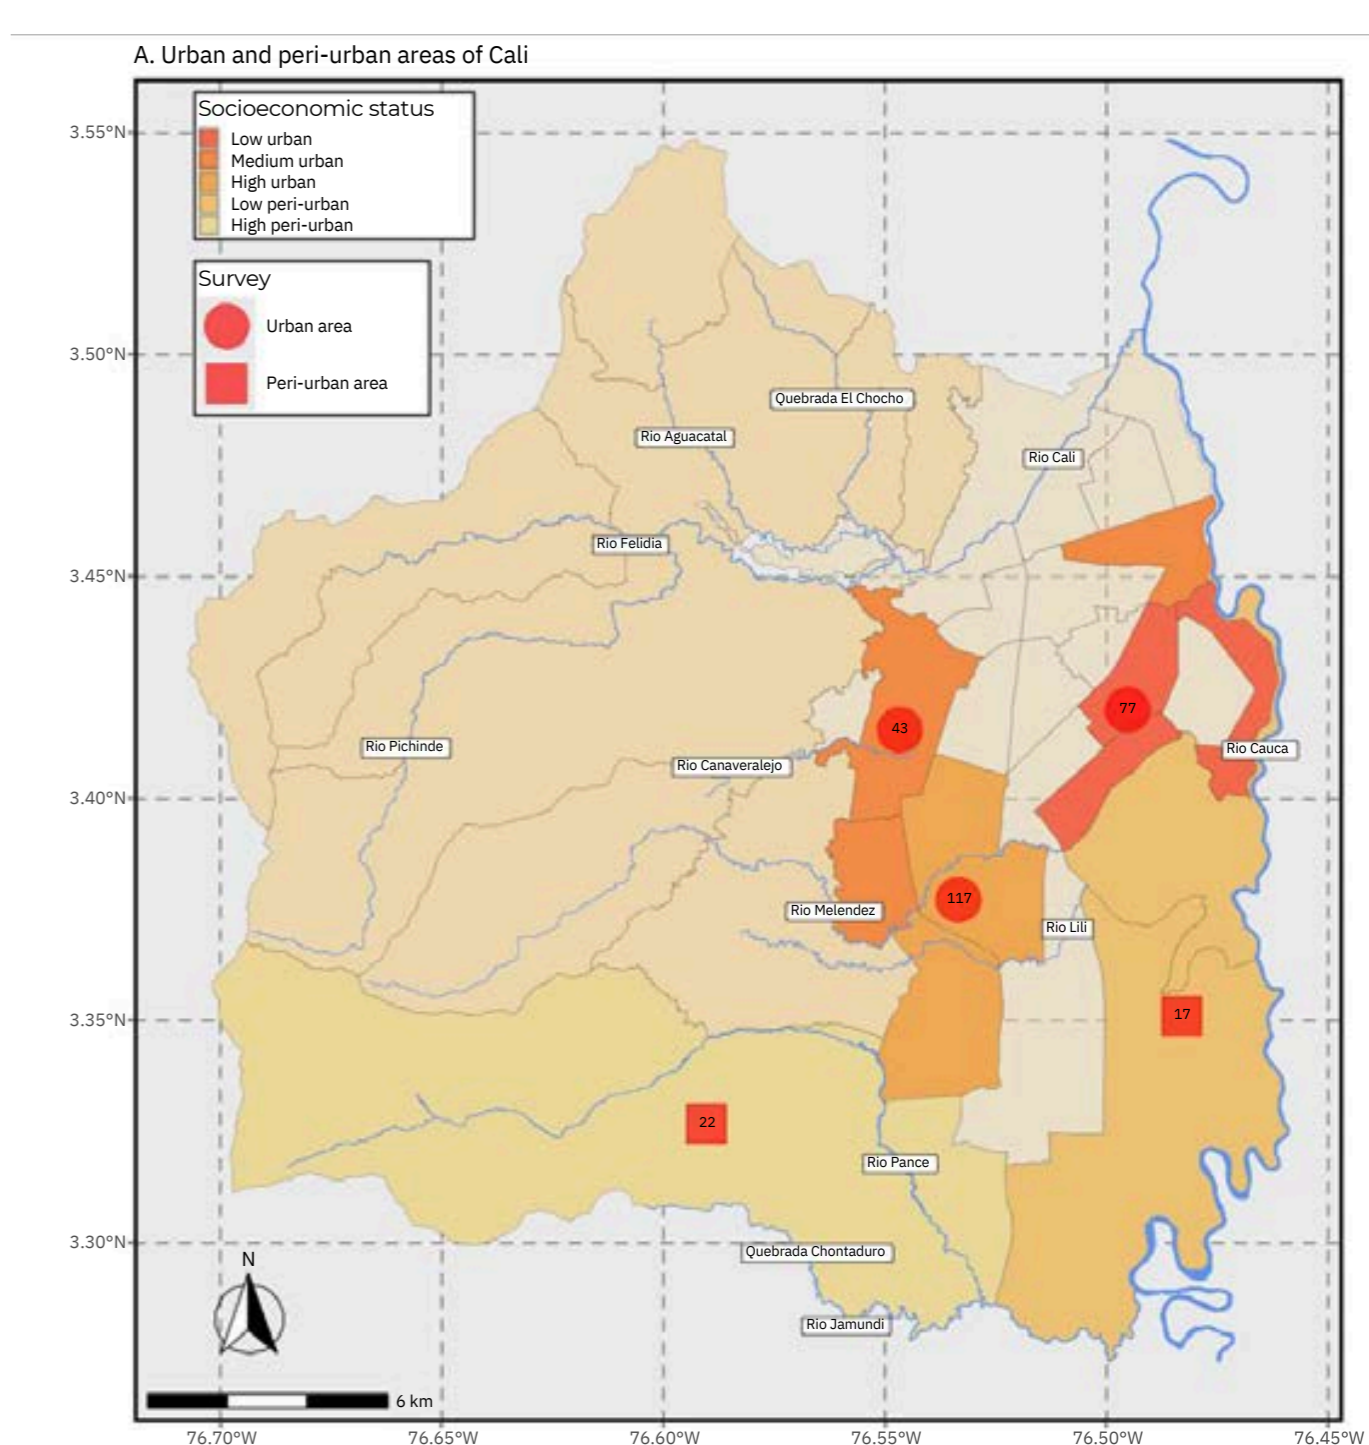 A. Urban and peri-urban areas of Cali
Socioeconomic status
Low urban
Medium urban
High urban
Low peri-urban
High peri-urban
Survey
Urban area
Peri-urban area
3.55°N
3.50°N
3.45°N
3.40°N
3.35°N
3.30°N
Quebrada El Chocho
Rio Aguacatal
Rio Cali
Rio Felidia
77
43
Rio Pichinde
Rio Cauca
Rio Canaveralejo
117
Rio Melendez
Rio Lili
17
22
Rio Pance
Quebrada Chontaduro
Rio Jamundi
N
6 km
76.70°W
76.65°W
76.60°W
76.55°W
76.50°W
76.45°W